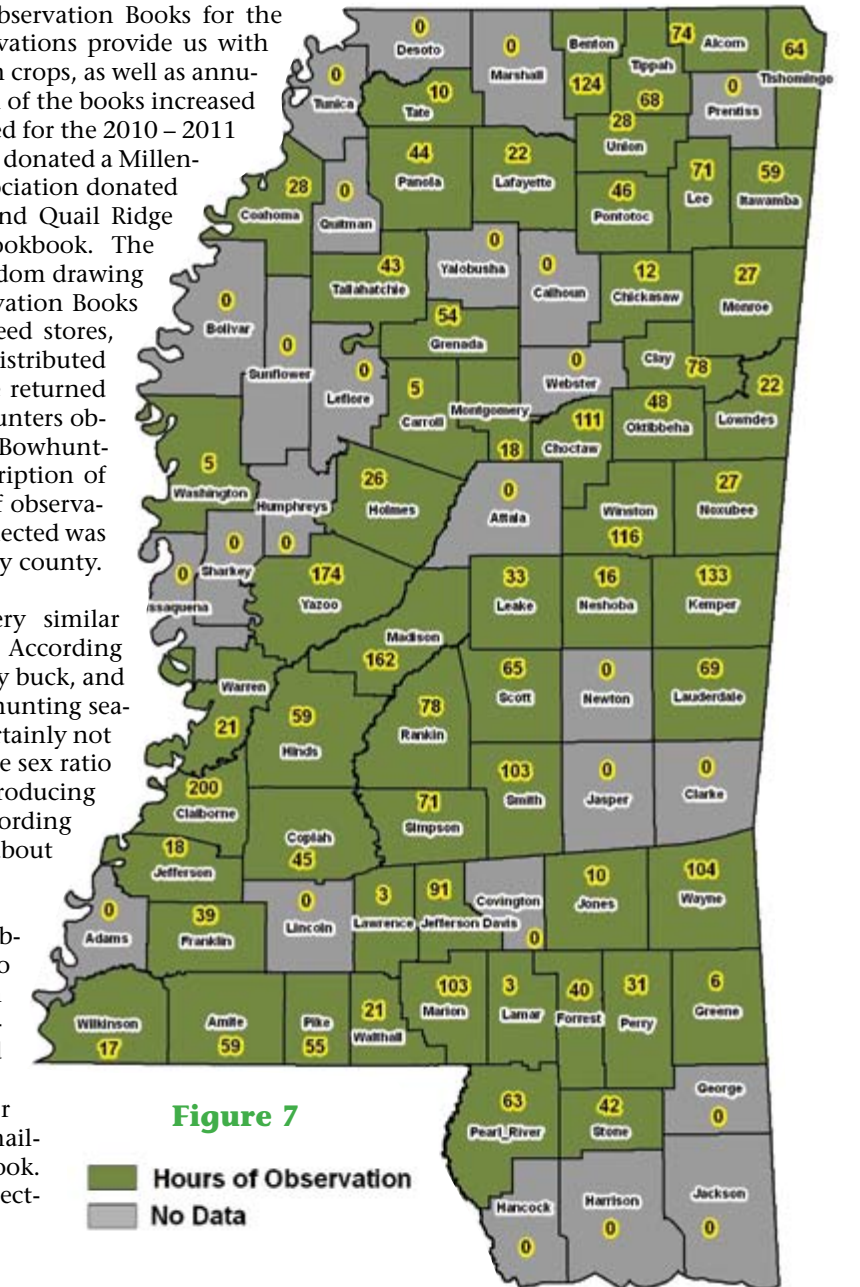 bservation Books for the
vations provide us with
n crops, as well as annu-
n of the books increased
ed for the 2010 – 2011
donated a Millen-
ociation donated
nd Quail Ridge
ookbook. The
dom drawing
vation Books
eed stores,
distributed
e returned
unters ob-
Bowhunt-
ription of
f observa-
lected was
y county.
ery similar
According
y buck, and
hunting sea-
rtainly not
e sex ratio
roducing
ording
bout
b-
o
r
nail-
ook.
ect-
0
Desoto
0
Marshall
Benton
124
Tippah
68
74
Alcorn
64
Tishomingo
0
Tunica
10
Tate
0
Prentiss
28
Union
44
Panola
22
Lafayette
46
Pontotoc
71
Lee
59
Itawamba
28
Coahoma
0
Quitman
43
Tallahatchie
0
Yalobusha
0
Calhoun
12
Chickasaw
27
Monroe
0
Bolivar
0
Sunflower
0
Leflore
54
Grenada
0
Webster
Clay
78
5
Carroll
Montgomery
18
111
Choctaw
48
Oktibbeha
22
Lowndes
5
Washington
Humphreys
0
26
Holmes
0
Attala
Winston
116
27
Noxubee
0
ssaquena
0
Sharkey
174
Yazoo
Madison
162
33
Leake
16
Neshoba
133
Kemper
Warren
21
59
Hinds
78
Rankin
65
Scott
0
Newton
69
Lauderdale
200
Claiborne
Copiah
45
71
Simpson
103
Smith
0
Jasper
0
Clarke
18
Jefferson
0
Adams
39
Franklin
0
Lincoln
3
Lawrence
91
Jefferson Davis
Covington
0
10
Jones
104
Wayne
Wilkinson
17
Amite
59
Pike
55
21
Walthall
103
Marion
3
Lamar
40
Forrest
31
Perry
6
Greene
63
Pearl_River
42
Stone
George
0
Hancock
0
Harrison
0
Jackson
0
Figure 7
Hours of Observation
No Data